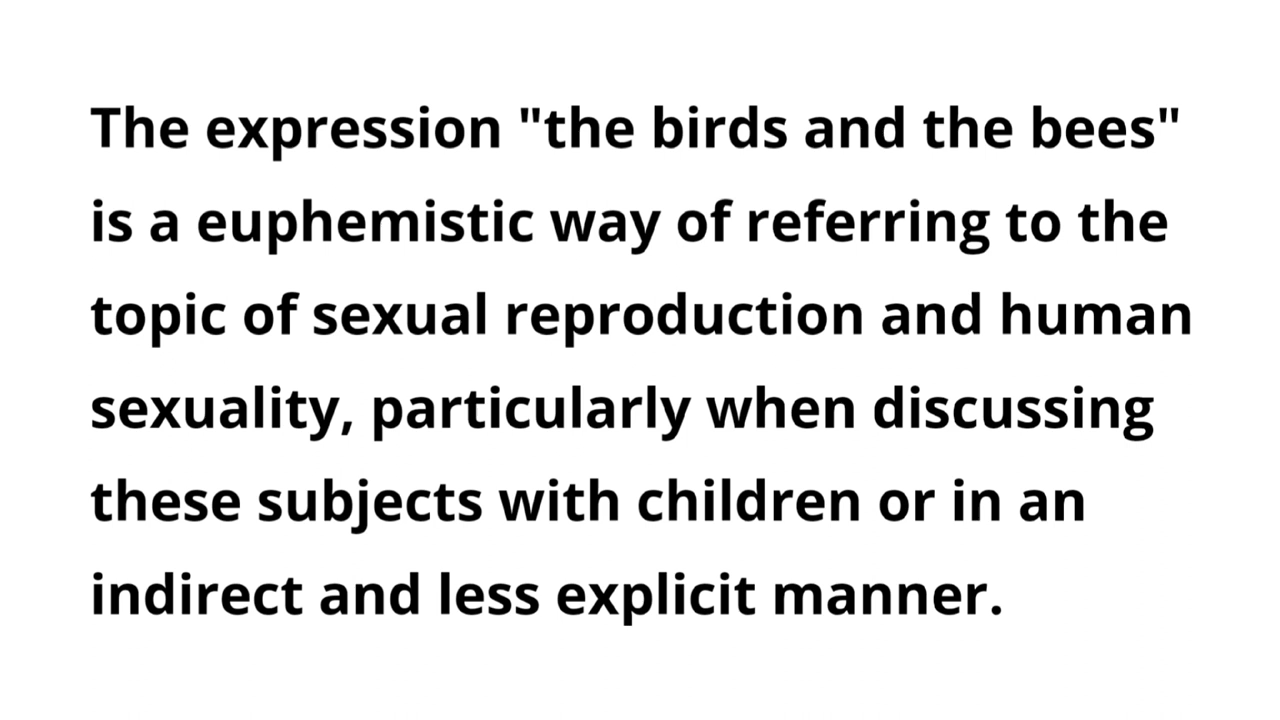 The expression "the birds and the bees"
is a euphemistic way of referring to the
topic of sexual reproduction and human
sexuality, particularly when discussing
these subjects with children or in an
indirect and less explicit manner.